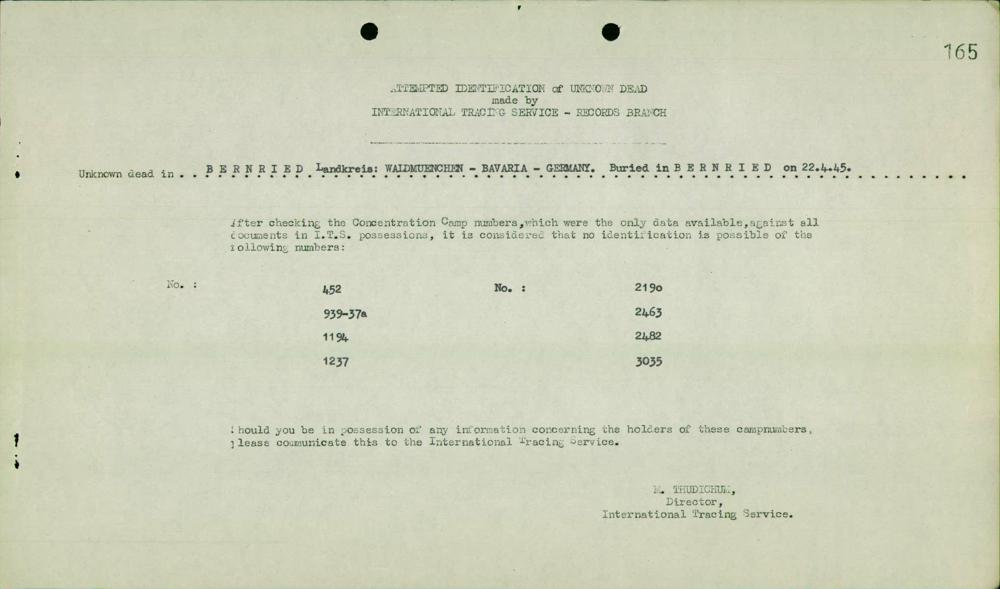 165
ATTEMPTED IDENTIFICATION of UNKNOWN DEAD
made by
INTERNATIONAL TRACING SERVICE - RECORDS BRANCH
Unknown dead in . . B E R N R I E D Landkreis: WALDMUENCHEN - BAVARIA - GERMANY. Buried in B E R N R I E D on 22.4.45.
After checking the Concentration Camp numbers,which were the only data available,against all
documents in I.T.S. possessions, it is considered that no identification is possible of the
following numbers:
No. : 452 No. : 2190
939-37a 2463
1194 2482
1237 3035
Should you be in possession of any information concerning the holders of these campnumbers,
please communicate this to the International Tracing Service.
M. THUDICHUM,
Director,
International Tracing Service.